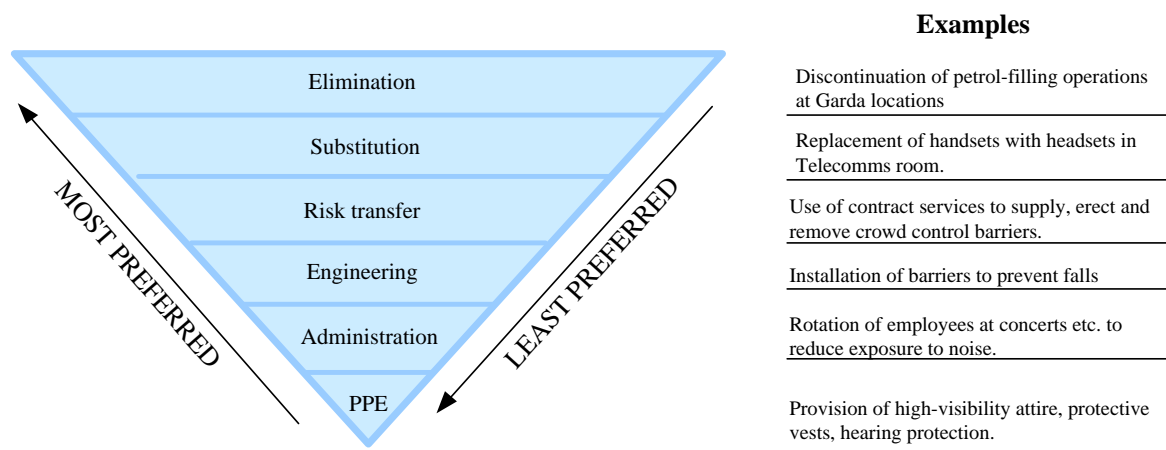 Examples
Elimination
Discontinuation of petrol-filling operations
at Garda locations
Substitution
Replacement of handsets with headsets in
Telecomms room.
Risk transfer
Use of contract services to supply, erect and
remove crowd control barriers.
Engineering
Installation of barriers to prevent falls
Administration
Rotation of employees at concerts etc. to
reduce exposure to noise.
PPE
Provision of high-visibility attire, protective
vests, hearing protection.
MOST PREFERRED
LEAST PREFERRED